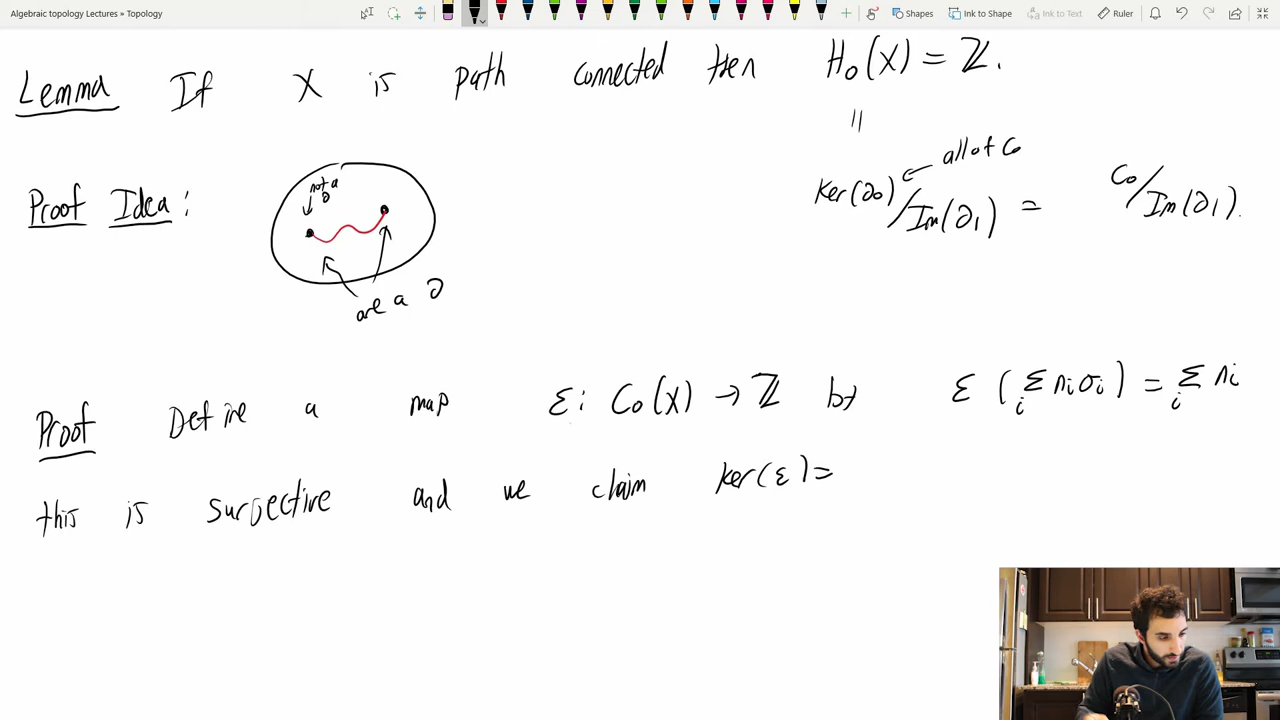 Algebraic topology Lectures » Topology
Shapes
Ink to Shape
Ink to Text
Ruler
Lemma If X is path connected then H₀(X) = ℤ.
||
all of C₀
Ker(∂₀)/Im(∂₁) = C₀/Im(∂₁).
Proof Idea:
not a ∂
are a ∂
Proof Define a map ε: C₀(X) → ℤ by ε(Σᵢ nᵢσᵢ) = Σᵢ nᵢ
this is surjective and we claim Ker(ε) =